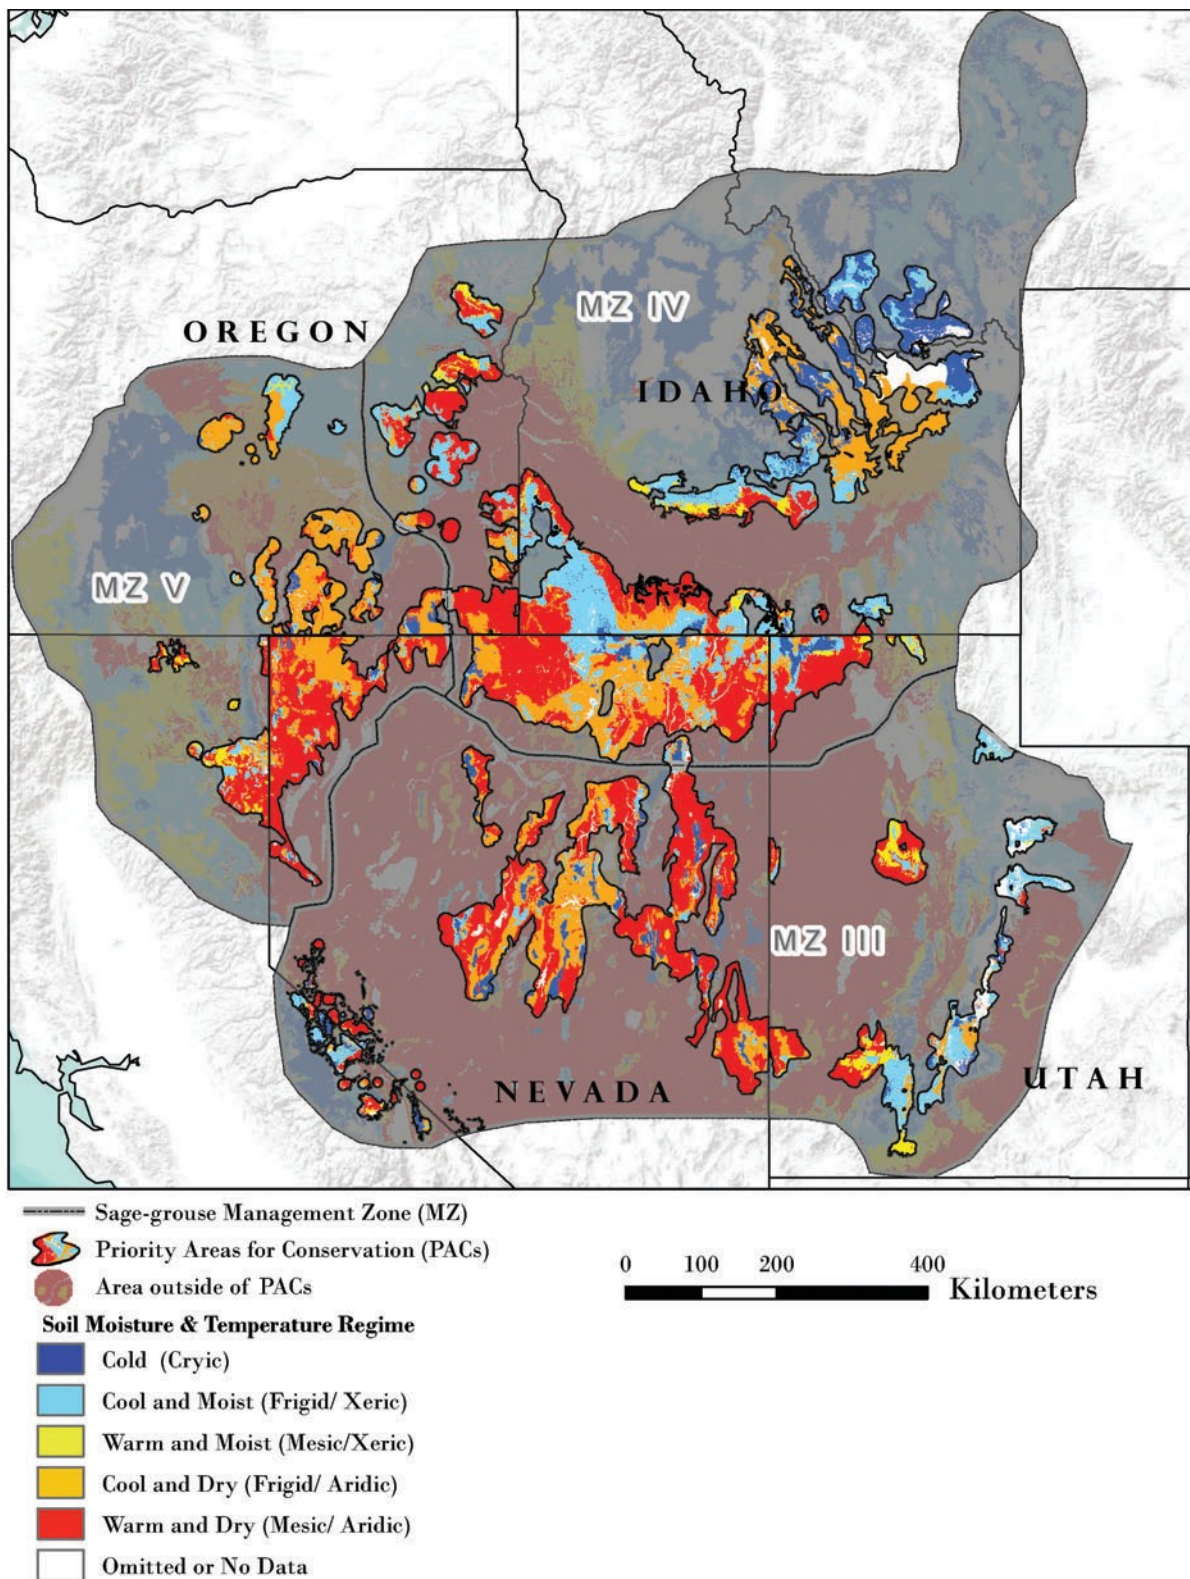 OREGON
MZ IV
IDAHO
MZ V
MZ III
NEVADA
UTAH
Sage-grouse Management Zone (MZ)
Priority Areas for Conservation (PACs)
Area outside of PACs
0 100 200 400 Kilometers
Soil Moisture & Temperature Regime
Cold (Cryic)
Cool and Moist (Frigid/ Xeric)
Warm and Moist (Mesic/Xeric)
Cool and Dry (Frigid/ Aridic)
Warm and Dry (Mesic/ Aridic)
Omitted or No Data